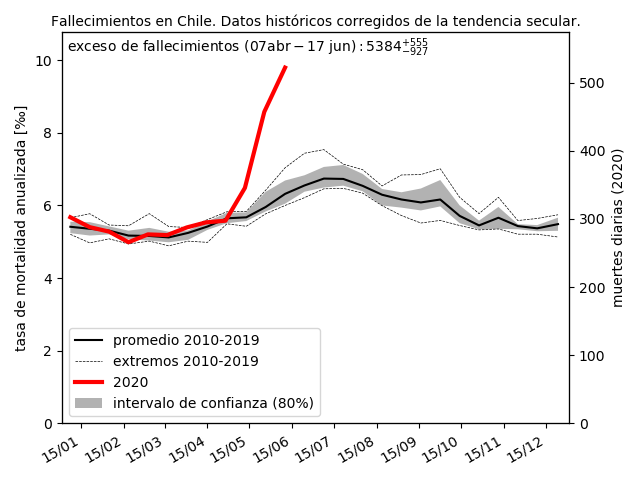 Fallecimientos en Chile. Datos históricos corregidos de la tendencia secular.
exceso de fallecimientos (07abr − 17 jun) : 5384 +555 −927
tasa de mortalidad anualizada [‰]
10
8
6
4
2
0
muertes diarias (2020)
500
400
300
200
100
0
promedio 2010-2019
extremos 2010-2019
2020
intervalo de confianza (80%)
15/01 15/02 15/03 15/04 15/05 15/06 15/07 15/08 15/09 15/10 15/11 15/12